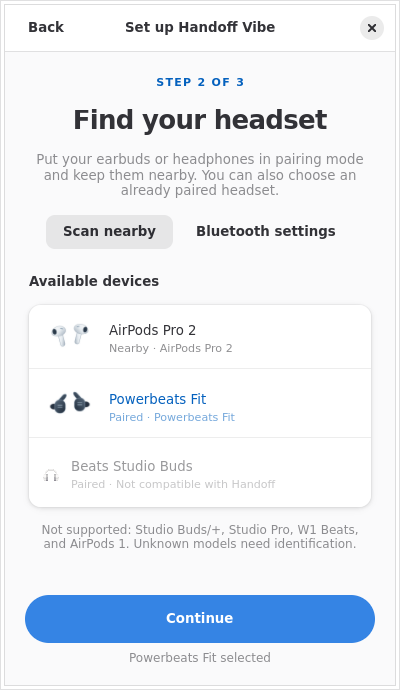 Back
Set up Handoff Vibe
STEP 2 OF 3
Find your headset
Put your earbuds or headphones in pairing mode
and keep them nearby. You can also choose an
already paired headset.
Scan nearby
Bluetooth settings
Available devices
AirPods Pro 2
Nearby · AirPods Pro 2
Powerbeats Fit
Paired · Powerbeats Fit
Beats Studio Buds
Paired · Not compatible with Handoff
Not supported: Studio Buds/+, Studio Pro, W1 Beats,
and AirPods 1. Unknown models need identification.
Continue
Powerbeats Fit selected